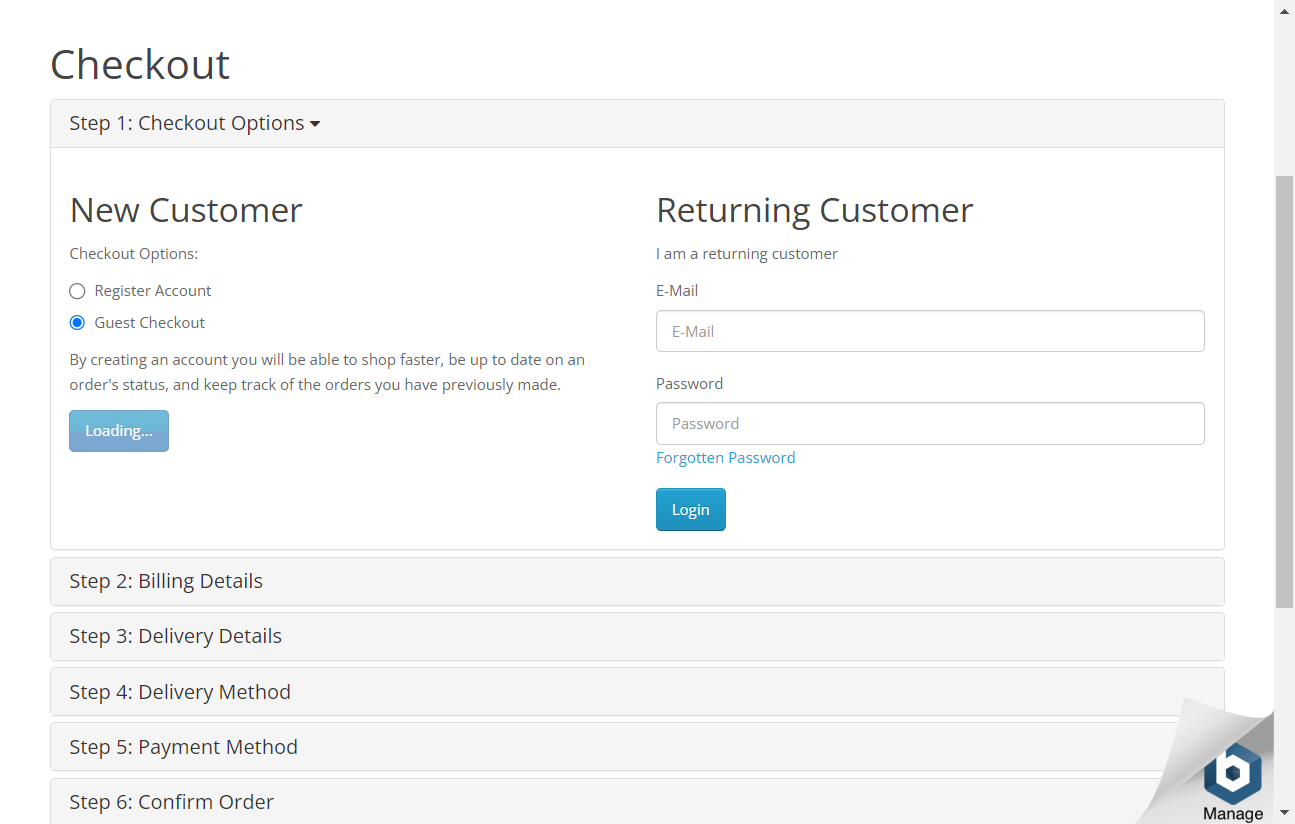 Checkout
Step 1: Checkout Options
New Customer
Checkout Options:
Register Account
Guest Checkout
By creating an account you will be able to shop faster, be up to date on an
order's status, and keep track of the orders you have previously made.
Loading...
Returning Customer
I am a returning customer
E-Mail
E-Mail
Password
Password
Forgotten Password
Login
Step 2: Billing Details
Step 3: Delivery Details
Step 4: Delivery Method
Step 5: Payment Method
Step 6: Confirm Order
Manage